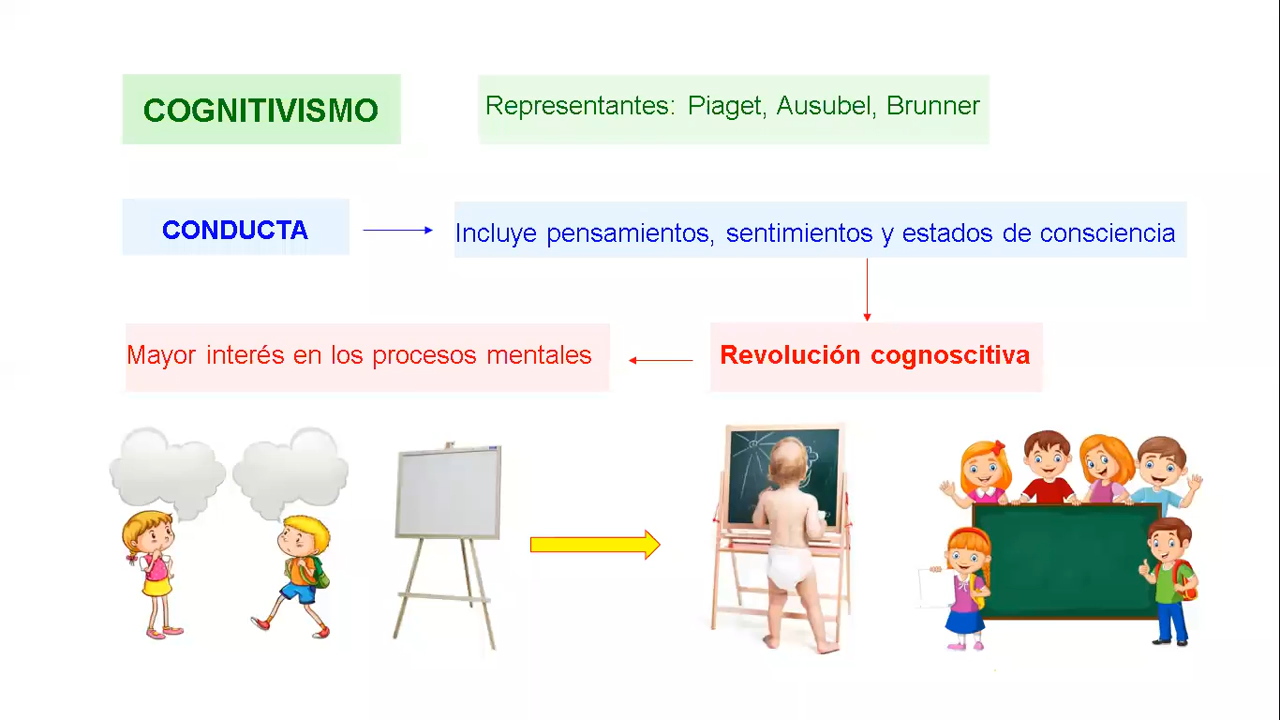 COGNITIVISMO
Representantes: Piaget, Ausubel, Brunner
CONDUCTA
Incluye pensamientos, sentimientos y estados de consciencia
Mayor interés en los procesos mentales
Revolución cognoscitiva